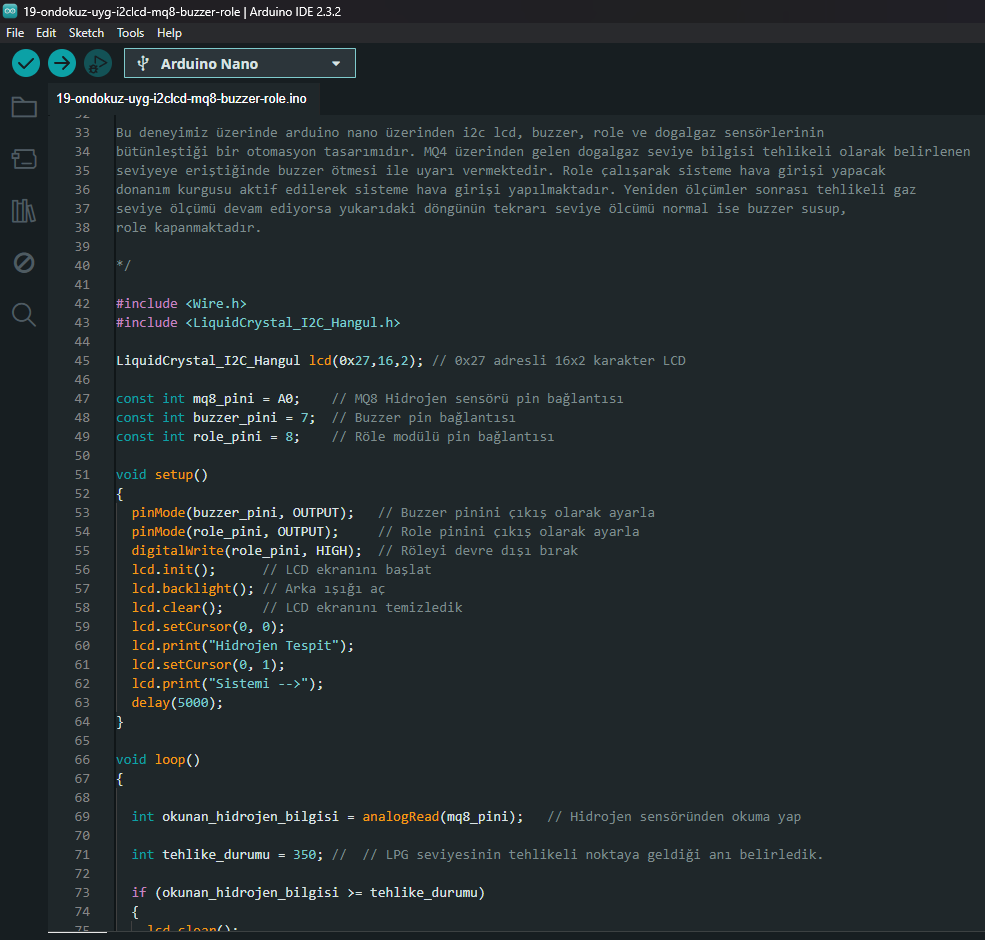 19-ondokuz-uyg-i2clcd-mq8-buzzer-role | Arduino IDE 2.3.2
File Edit Sketch Tools Help
Arduino Nano
19-ondokuz-uyg-i2clcd-mq8-buzzer-role.ino
32
33 Bu deneyimiz üzerinde arduino nano üzerinden i2c lcd, buzzer, role ve dogalgaz sensörlerinin
34 bütünleştiği bir otomasyon tasarımıdır. MQ4 üzerinden gelen dogalgaz seviye bilgisi tehlikeli olarak belirlenen
35 seviyeye eriştiğinde buzzer ötmesi ile uyarı vermektedir. Role çalışarak sisteme hava girişi yapacak
36 donanım kurgusu aktif edilerek sisteme hava girişi yapılmaktadır. Yeniden ölçümler sonrası tehlikeli gaz
37 seviye ölçümü devam ediyorsa yukarıdaki döngünün tekrarı seviye ölcümü normal ise buzzer susup,
38 role kapanmaktadır.
39
40 */
41
42 #include <Wire.h>
43 #include <LiquidCrystal_I2C_Hangul.h>
44
45 LiquidCrystal_I2C_Hangul lcd(0x27,16,2); // 0x27 adresli 16x2 karakter LCD
46
47 const int mq8_pini = A0;    // MQ8 Hidrojen sensörü pin bağlantısı
48 const int buzzer_pini = 7;  // Buzzer pin bağlantısı
49 const int role_pini = 8;    // Röle modülü pin bağlantısı
50
51 void setup()
52 {
53   pinMode(buzzer_pini, OUTPUT);   // Buzzer pinini çıkış olarak ayarla
54   pinMode(role_pini, OUTPUT);     // Role pinini çıkış olarak ayarla
55   digitalWrite(role_pini, HIGH);  // Röleyi devre dışı bırak
56   lcd.init();      // LCD ekranını başlat
57   lcd.backlight(); // Arka ışığı aç
58   lcd.clear();     // LCD ekranını temizledik
59   lcd.setCursor(0, 0);
60   lcd.print("Hidrojen Tespit");
61   lcd.setCursor(0, 1);
62   lcd.print("Sistemi -->");
63   delay(5000);
64 }
65
66 void loop()
67 {
68
69   int okunan_hidrojen_bilgisi = analogRead(mq8_pini);   // Hidrojen sensöründen okuma yap
70
71   int tehlike_durumu = 350; //  // LPG seviyesinin tehlikeli noktaya geldiği anı belirledik.
72
73   if (okunan_hidrojen_bilgisi >= tehlike_durumu)
74   {
75     lcd.clear();